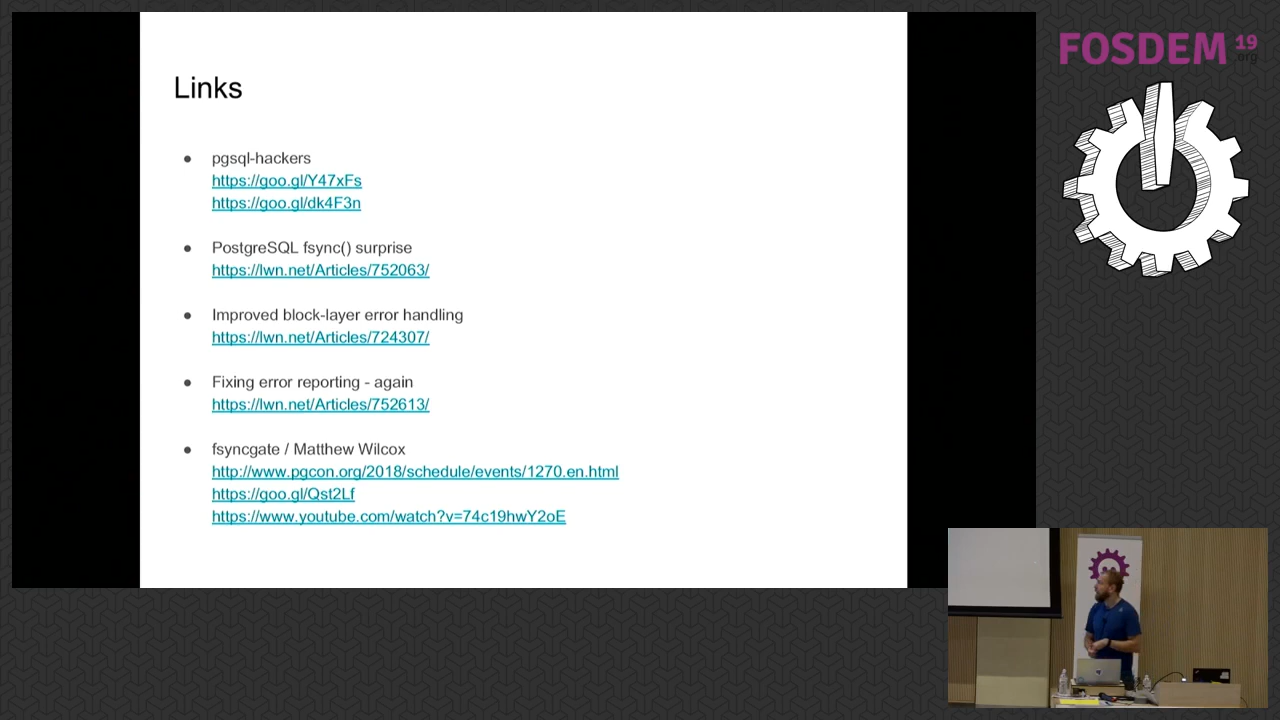 Links
pgsql-hackers
https://goo.gl/Y47xFs
https://goo.gl/dk4F3n
PostgreSQL fsync() surprise
https://lwn.net/Articles/752063/
Improved block-layer error handling
https://lwn.net/Articles/724307/
Fixing error reporting - again
https://lwn.net/Articles/752613/
fsyncgate / Matthew Wilcox
http://www.pgcon.org/2018/schedule/events/1270.en.html
https://goo.gl/Qst2Lf
https://www.youtube.com/watch?v=74c19hwY2oE
FOSDEM 19
.org